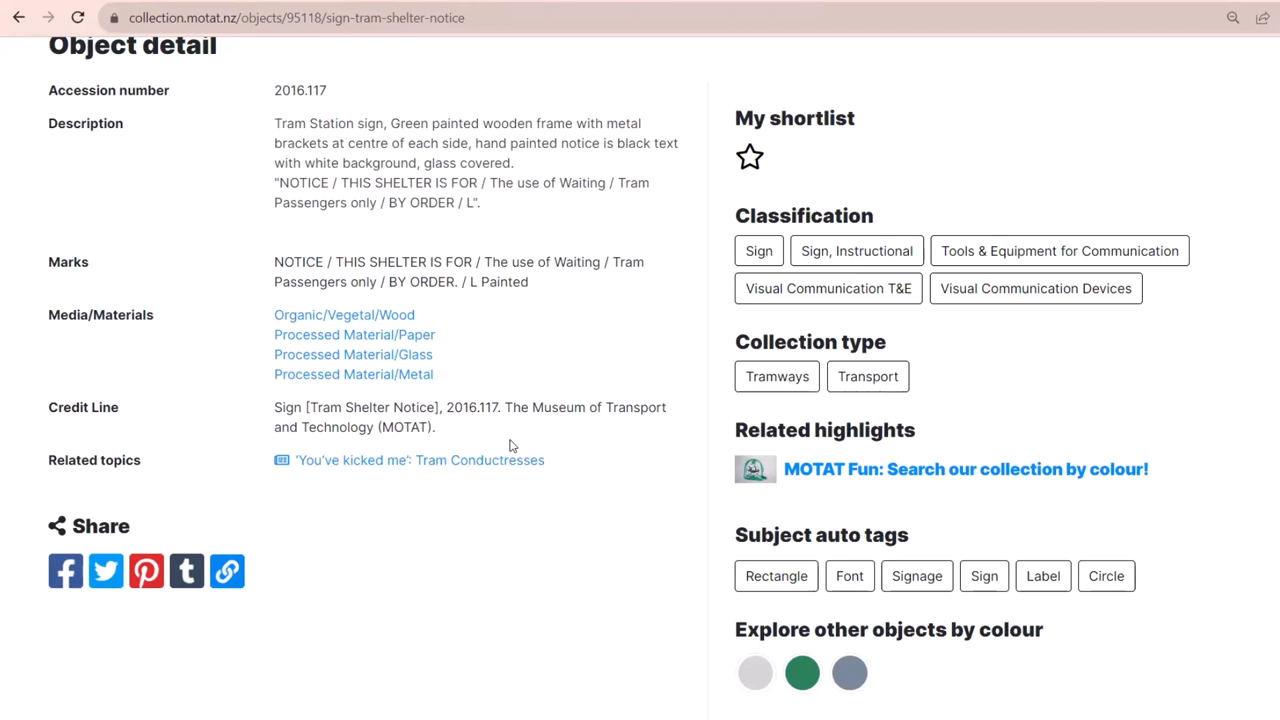 collection.motat.nz/objects/95118/sign-tram-shelter-notice
Object detail
Accession number 2016.117
Description Tram Station sign, Green painted wooden frame with metal
brackets at centre of each side, hand painted notice is black text
with white background, glass covered.
"NOTICE / THIS SHELTER IS FOR / The use of Waiting / Tram
Passengers only / BY ORDER / L".
Marks NOTICE / THIS SHELTER IS FOR / The use of Waiting / Tram
Passengers only / BY ORDER. / L Painted
Media/Materials Organic/Vegetal/Wood
Processed Material/Paper
Processed Material/Glass
Processed Material/Metal
Credit Line Sign [Tram Shelter Notice], 2016.117. The Museum of Transport
and Technology (MOTAT).
Related topics ‘You’ve kicked me’: Tram Conductresses
Share
My shortlist
Classification
Sign Sign, Instructional Tools & Equipment for Communication
Visual Communication T&E Visual Communication Devices
Collection type
Tramways Transport
Related highlights
MOTAT Fun: Search our collection by colour!
Subject auto tags
Rectangle Font Signage Sign Label Circle
Explore other objects by colour